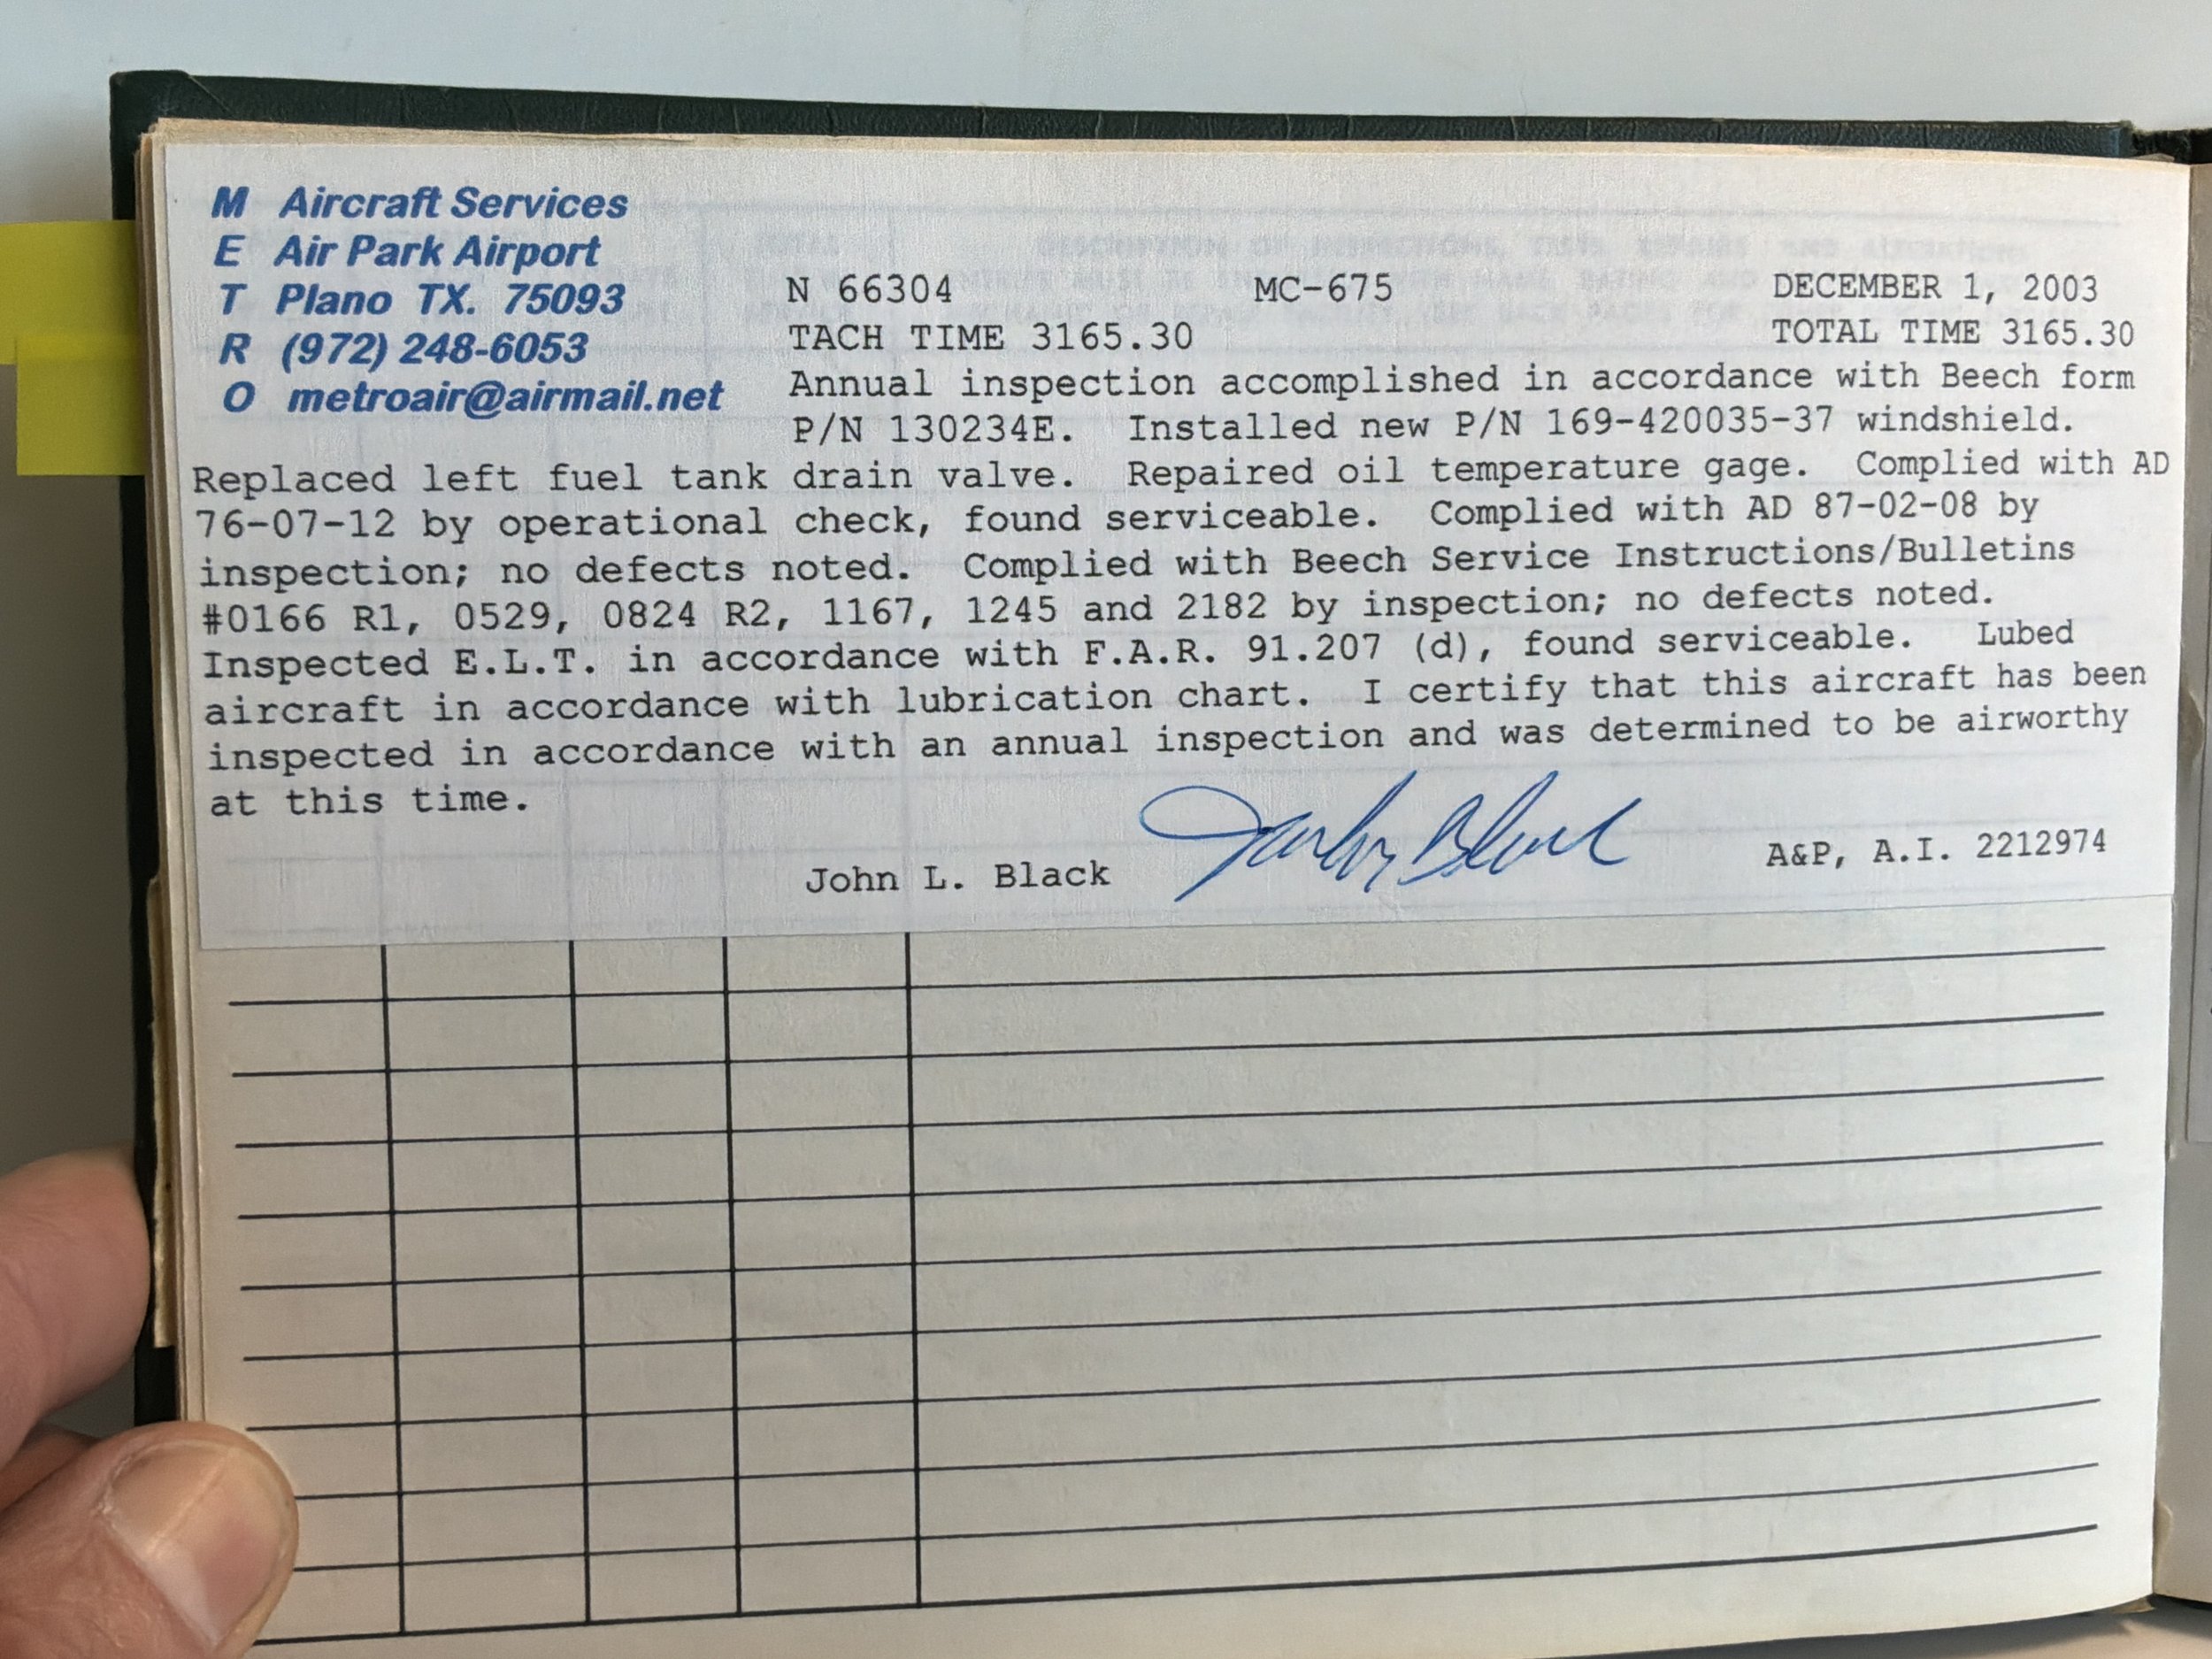 M Aircraft Services
E Air Park Airport
T Plano TX. 75093
R (972) 248-6053
O metroair@airmail.net
N 66304 MC-675 DECEMBER 1, 2003
TACH TIME 3165.30 TOTAL TIME 3165.30
Annual inspection accomplished in accordance with Beech form
P/N 130234E. Installed new P/N 169-420035-37 windshield.
Replaced left fuel tank drain valve. Repaired oil temperature gage. Complied with AD
76-07-12 by operational check, found serviceable. Complied with AD 87-02-08 by
inspection; no defects noted. Complied with Beech Service Instructions/Bulletins
#0166 R1, 0529, 0824 R2, 1167, 1245 and 2182 by inspection; no defects noted.
Inspected E.L.T. in accordance with F.A.R. 91.207 (d), found serviceable. Lubed
aircraft in accordance with lubrication chart. I certify that this aircraft has been
inspected in accordance with an annual inspection and was determined to be airworthy
at this time.
John L. Black A&P, A.I. 2212974